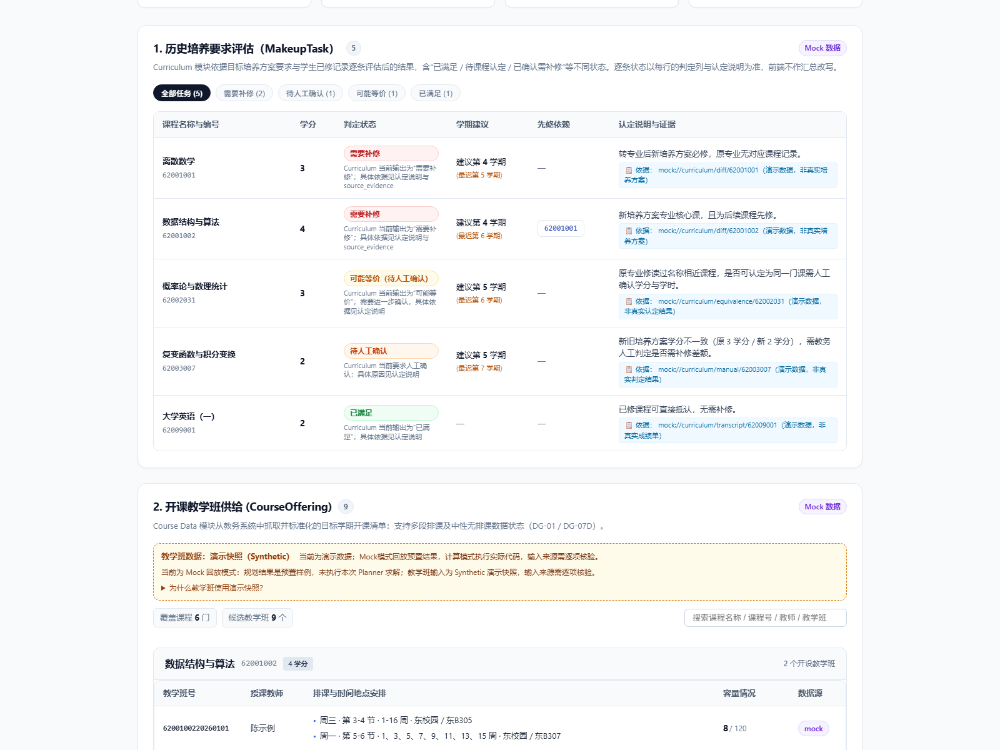 1. 历史培养要求评估（MakeupTask） 5 Mock 数据
Curriculum 模块依据目标培养方案要求与学生已修记录逐条评估后的结果，含“已满足 / 待课程认定 / 已确认需补修”等不同状态。逐条状态以每行的判定列与认定说明为准，前端不作汇总改写。
全部任务 (5) 需要补修 (2) 待人工确认 (1) 可能等价 (1) 已满足 (1)
课程名称与编号 学分 判定状态 学期建议 先修依赖 认定说明与证据
离散数学
62001001
3
需要补修
Curriculum 当前输出为“需要补
修”；具体依据见认定说明与
source_evidence
建议第 4 学期
(最迟第 5 学期)
—
转专业后新培养方案必修，原专业无对应课程记录。
依据： mock://curriculum/diff/62001001（演示数据，非真实培
养方案）
数据结构与算法
62001002
4
需要补修
Curriculum 当前输出为“需要补
修”；具体依据见认定说明与
source_evidence
建议第 4 学期
(最迟第 6 学期)
62001001
新培养方案专业核心课，且为后续课程先修。
依据： mock://curriculum/diff/62001002（演示数据，非真实培
养方案）
概率论与数理统计
62002031
3
可能等价（待人工确认）
Curriculum 当前输出为“可能等
价”；需要进一步确认，具体依
据见认定说明
建议第 5 学期
(最迟第 6 学期)
—
原专业修读过名称相近课程，是否可认定为同一门课需人工
确认学分与学时。
依据： mock://curriculum/equivalence/62002031（演示数据，
非真实认定结果）
复变函数与积分变换
62003007
2
待人工确认
Curriculum 当前要求人工确
认；具体原因见认定说明
建议第 5 学期
(最迟第 7 学期)
—
新旧培养方案学分不一致（原 3 学分 / 新 2 学分），需教务
人工判定是否需补修差额。
依据： mock://curriculum/manual/62003007（演示数据，非真
实判定结果）
大学英语（一）
62009001
2
已满足
Curriculum 当前输出为“已满
足”；具体依据见认定说明
—
—
已修课程可直接抵认，无需补修。
依据： mock://curriculum/transcript/62009001（演示数据，非
真实成绩单）
2. 开课教学班供给 (CourseOffering) 9 Mock 数据
Course Data 模块从教务系统中抓取并标准化的目标学期开课清单：支持多段排课及中性无排课数据状态（DG-01 / DG-07D）。
教学班数据：演示快照（Synthetic） 当前为演示数据；Mock模式回放预置结果，计算模式执行实际代码，输入来源需逐项核验。
当前为 Mock 回放模式：规划结果是预置样例，未执行本次 Planner 求解；教学班输入为 Synthetic 演示快照，输入来源需逐项核验。
▶ 为什么教学班使用演示快照？
覆盖课程 6 门 候选教学班 9 个 搜索课程名称 / 课程号 / 教师 / 教学班
数据结构与算法 62001002 4 学分 2 个开设教学班
教学班号 授课教师 排课与时间地点安排 容量情况 数据源
6200100220260101 陈示例
• 周三 · 第 3-4 节 · 1-16 周 · 东校园 / 东B305
• 周一 · 第 5-6 节 · 1、3、5、7、9、11、13、15 周 · 东校园 / 东B307
8 / 120 mock